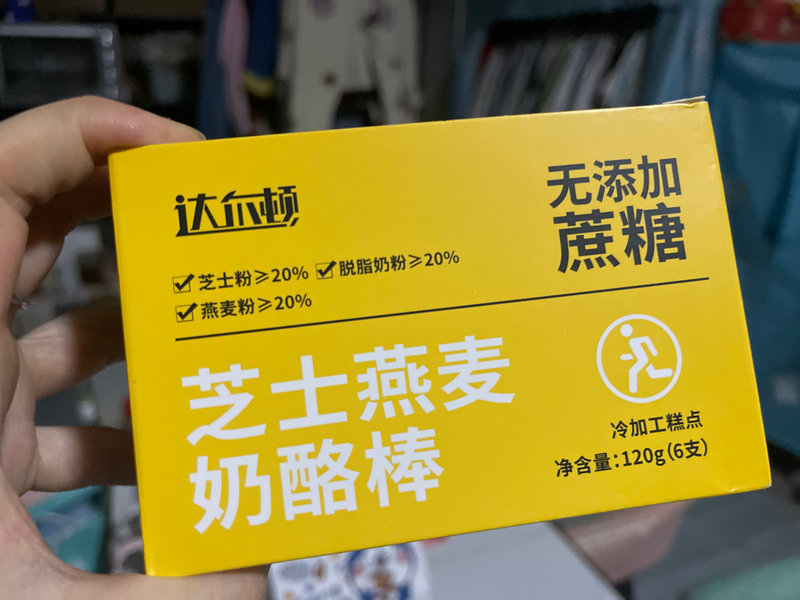 达尔顿
无添加
蔗糖
芝士粉≥20% 脱脂奶粉≥20%
燕麦粉≥20%
芝士燕麦
奶酪棒
冷加工糕点
净含量:120g(6支)